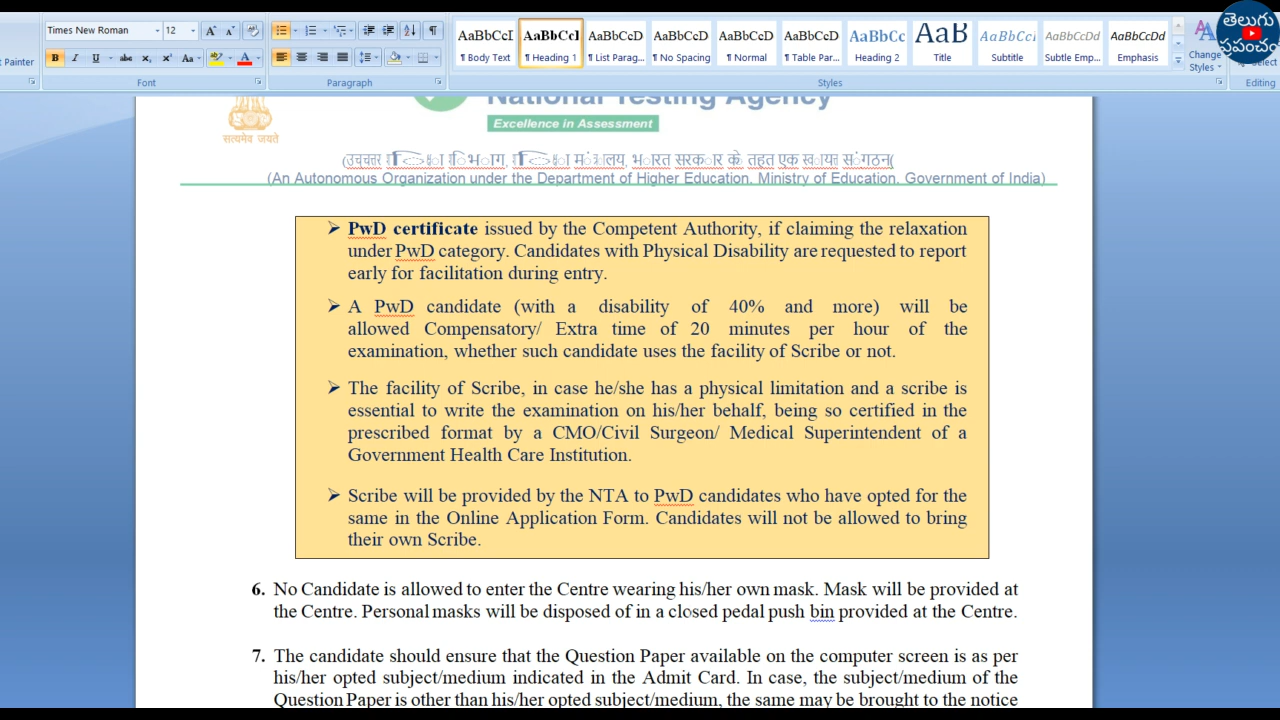 Times New Roman
12
AaBbCcI
AaBbCcI
AaBbCcD
AaBbCcD
AaBbCcD
AaBbCcD
AaBbCc
AaB
AaBbCcI
AaBbCcDd
AaBbCcDd
తెలుగు
ప్రపంచం
t Painter
B I U abc x₂ x² Aa A
¶ Body Text
¶ Heading 1
¶ List Parag...
¶ No Spacing
¶ Normal
¶ Table Par...
Heading 2
Title
Subtitle
Subtle Emp...
Emphasis
Change
Styles
Select
Font
Paragraph
Styles
Editing
National Testing Agency
Excellence in Assessment
सत्यमेव जयते
(An Autonomous Organization under the Department of Higher Education, Ministry of Education, Government of India)
➢ PwD certificate issued by the Competent Authority, if claiming the relaxation
under PwD category. Candidates with Physical Disability are requested to report
early for facilitation during entry.
➢ A PwD candidate (with a disability of 40% and more) will be
allowed Compensatory/ Extra time of 20 minutes per hour of the
examination, whether such candidate uses the facility of Scribe or not.
➢ The facility of Scribe, in case he/she has a physical limitation and a scribe is
essential to write the examination on his/her behalf, being so certified in the
prescribed format by a CMO/Civil Surgeon/ Medical Superintendent of a
Government Health Care Institution.
➢ Scribe will be provided by the NTA to PwD candidates who have opted for the
same in the Online Application Form. Candidates will not be allowed to bring
their own Scribe.
6. No Candidate is allowed to enter the Centre wearing his/her own mask. Mask will be provided at
the Centre. Personal masks will be disposed of in a closed pedal push bin provided at the Centre.
7. The candidate should ensure that the Question Paper available on the computer screen is as per
his/her opted subject/medium indicated in the Admit Card. In case, the subject/medium of the
Question Paper is other than his/her opted subject/medium, the same may be brought to the notice